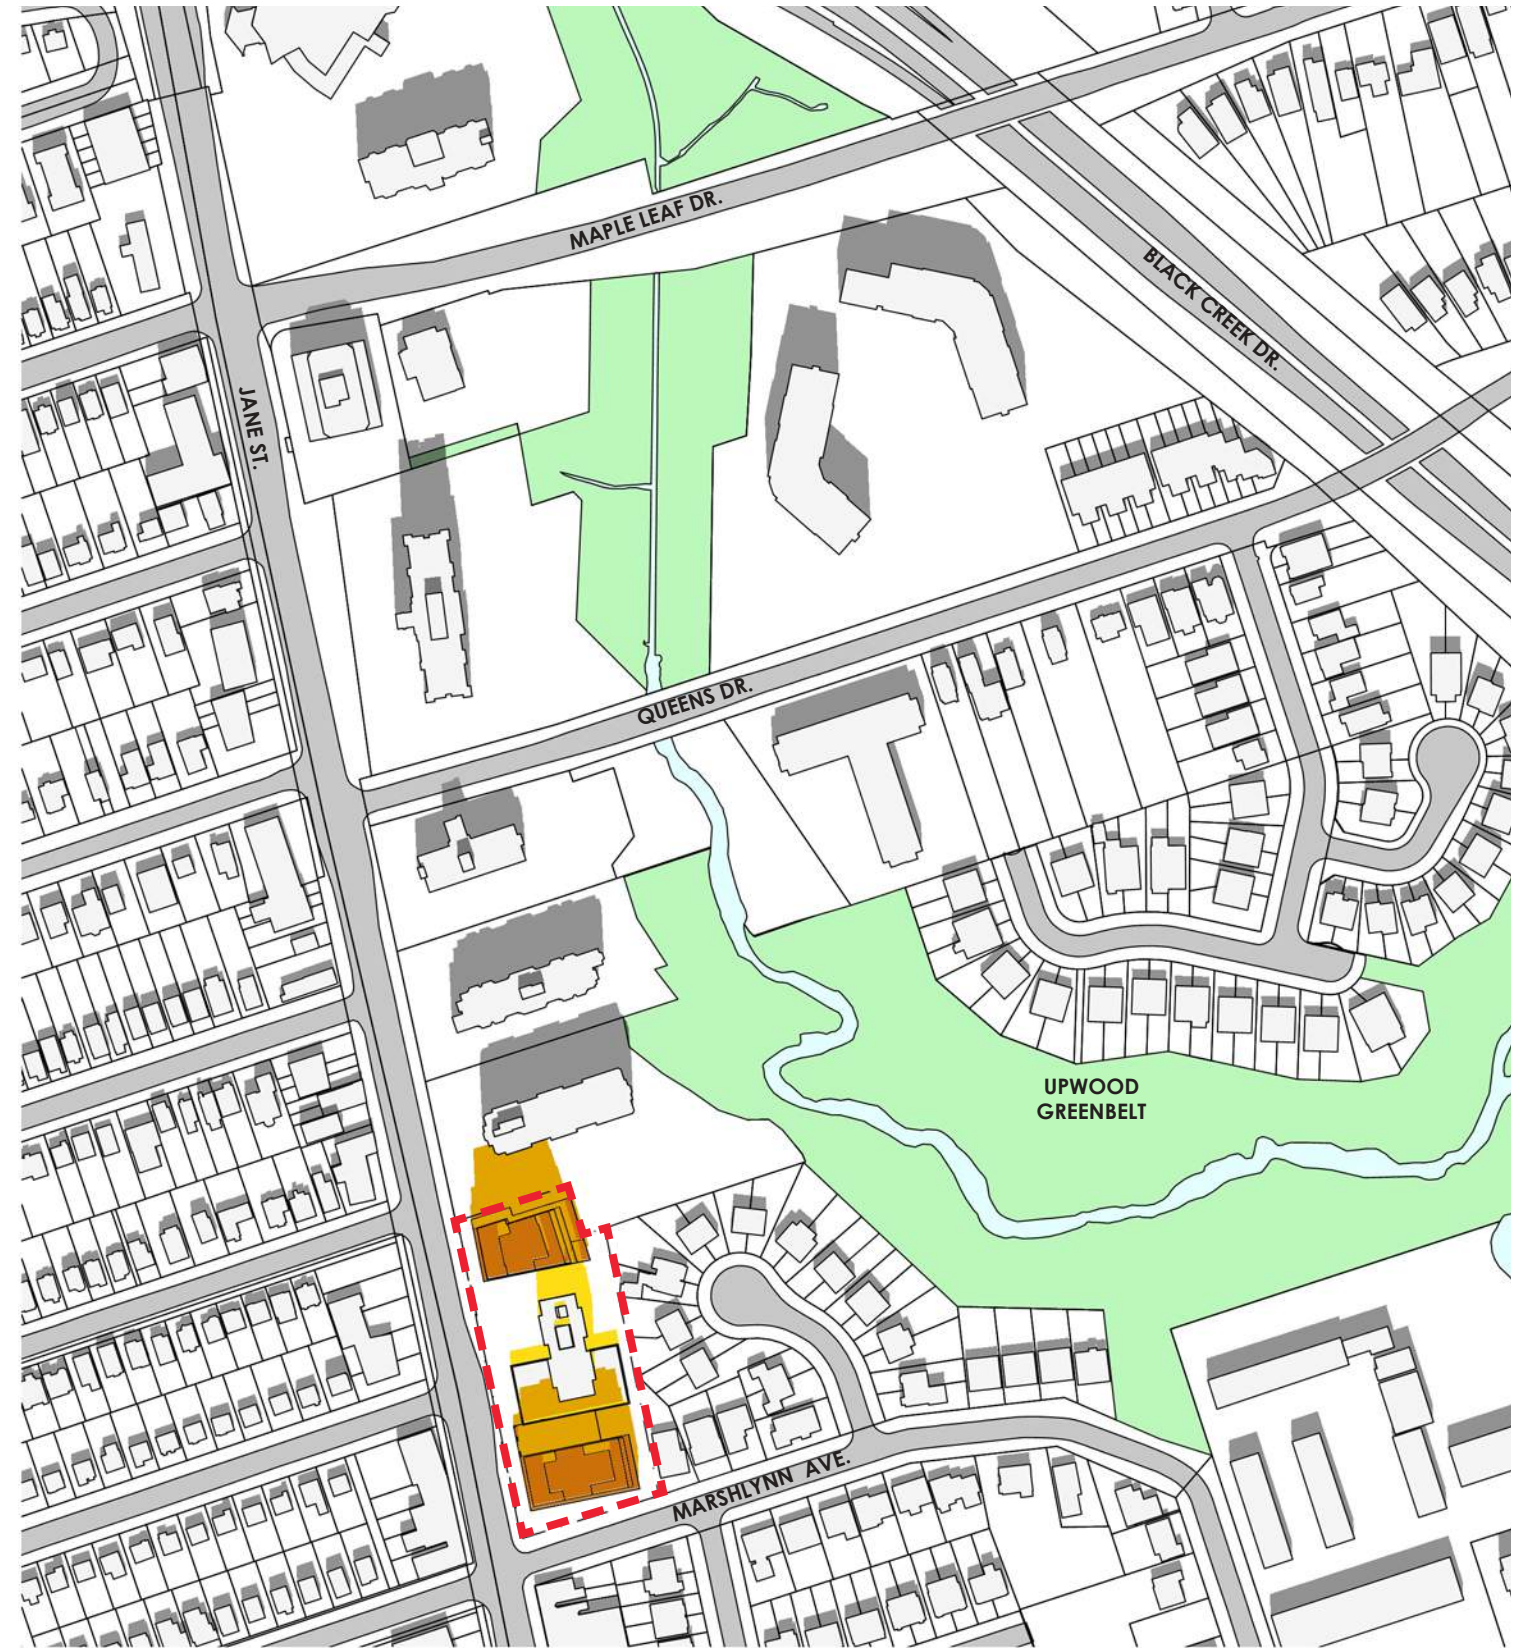 MAPLE LEAF DR.
BLACK CREEK DR.
JANE ST.
QUEENS DR.
UPWOOD
GREENBELT
MARSHLYNN AVE.